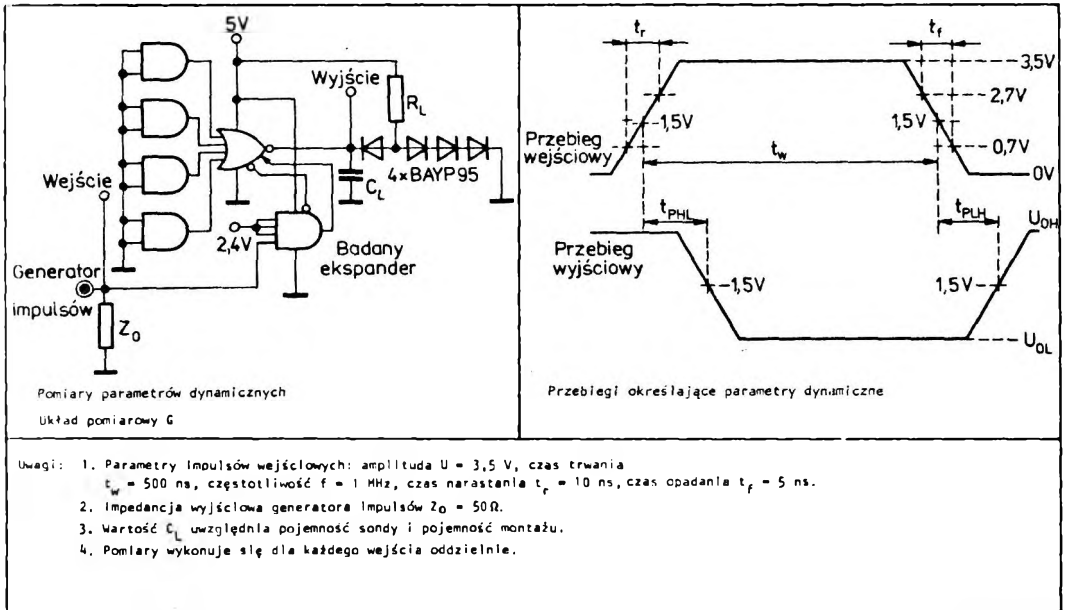 5V
Wyjście
R_L
Wejście
C_L
4×BAYP95
2,4V
Badany
ekspander
Generator
impulsów
Z_0
Pomiary parametrów dynamicznych
Układ pomiarowy G
t_r
t_f
3,5V
2,7V
1,5V
1,5V
0,7V
Przebieg
wejściowy
t_w
0V
t_PHL
t_PLH
U_OH
Przebieg
wyjściowy
1,5V
1,5V
U_OL
Przebiegi określające parametry dynamiczne
Uwagi: 1. Parametry impulsów wejściowych: amplituda U = 3,5 V, czas trwania
t_w = 500 ns, częstotliwość f = 1 MHz, czas narastania t_r = 10 ns, czas opadania t_f = 5 ns.
2. Impedancja wyjściowa generatora impulsów Z_0 = 50Ω.
3. Wartość C_L uwzględnia pojemność sondy i pojemność montażu.
4. Pomiary wykonuje się dla każdego wejścia oddzielnie.